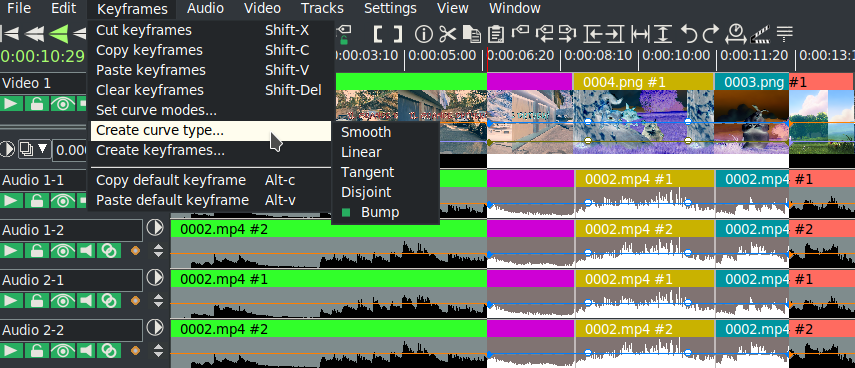 File Edit Keyframes Audio Video Tracks Settings View Window
0:00:10:29
0:00:03:10 0:00:05:00 0:00:06:20 0:00:08:10 0:00:10:00 0:00:11:20 0:00:13:1
Cut keyframes Shift-X
Copy keyframes Shift-C
Paste keyframes Shift-V
Clear keyframes Shift-Del
Set curve modes...
Create curve type...
Create keyframes...
Copy default keyframe Alt-c
Paste default keyframe Alt-v
Smooth
Linear
Tangent
Disjoint
Bump
Video 1
0004.png #1 0003.png #1
0.000
Audio 1-1
0002.mp4 #1 0002.mp4 #1
Audio 1-2
0002.mp4 #2 0002.mp4 #2 0002.mp4 #2
Audio 2-1
0002.mp4 #1 0002.mp4 #1 0002.mp4 #1
Audio 2-2
0002.mp4 #2 0002.mp4 #2 0002.mp4 #2